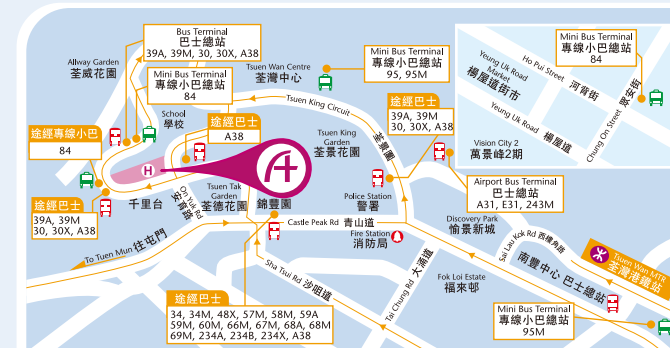 Bus Terminal
巴士總站
39A, 39M, 30, 30X, A38
Allway Garden
荃威花園
Mini Bus Terminal
專線小巴總站
84
School
學校
途經專線小巴
84
途經巴士
A38
H
A
途經巴士
39A, 39M
30, 30X, A38
千里台
On Yuk Rd
安育路
Tsuen Tak
Garden
荃德花園
錦豐園
To Tuen Mun 往屯門
Castle Peak Rd 青山道
Sha Tsui Rd 沙咀道
途經巴士
34, 34M, 48X, 57M, 58M, 59A
59M, 60M, 66M, 67M, 68A, 68M
69M, 234A, 234B, 234X, A38
Tsuen Wan Centre
荃灣中心
Mini Bus Terminal
專線小巴總站
95, 95M
Tsuen King Circuit
荃景圍
途經巴士
39A, 39M
30, 30X, A38
Tsuen King
Garden
荃景花園
Police Station
警署
Fire Station
消防局
Vision City 2
萬景峰2期
Airport Bus Terminal
巴士總站
A31, E31, 243M
Discovery Park
愉景新城
Sai Lau Kok Rd 西樓角路
Tai Chung Rd 大涌道
Fok Loi Estate
福來邨
南豐中心 巴士總站
Tsuen Wan MTR
荃灣港鐵站
Mini Bus Terminal
專線小巴總站
95M
Yeung Uk Road
Market
楊屋道街市
Ho Pui Street 河背街
Yeung Uk Road 楊屋道
Chung On Street 眾安街
Mini Bus Terminal
專線小巴總站
84